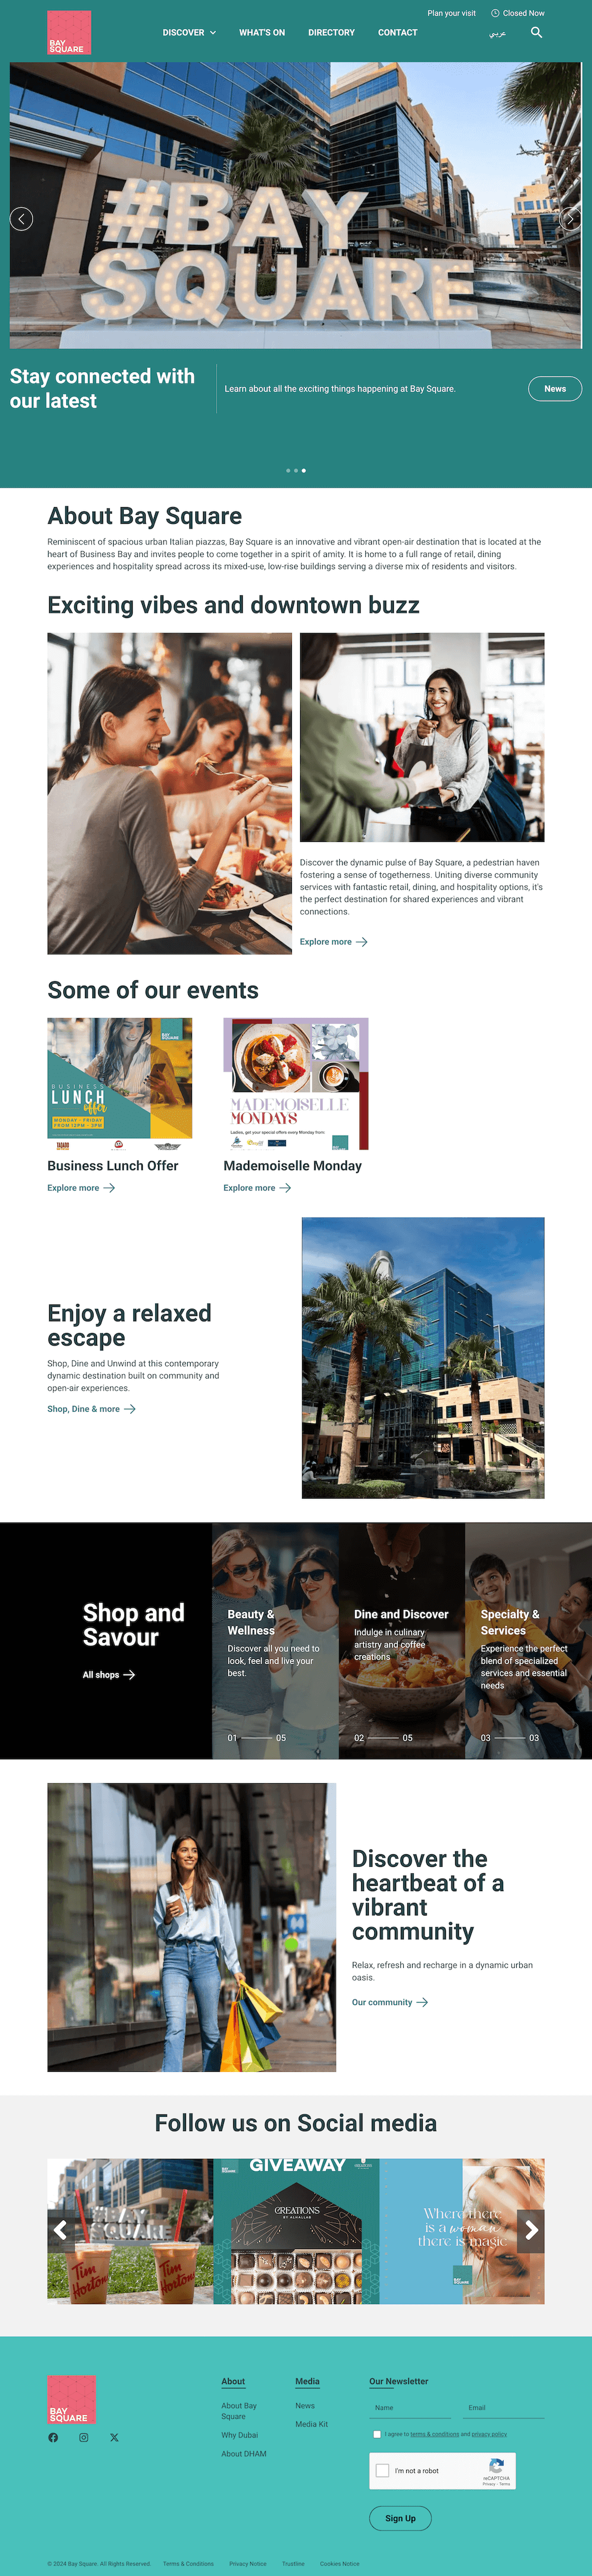 Plan your visit
Closed Now
BAY
SQUARE
DISCOVER
WHAT'S ON
DIRECTORY
CONTACT
عربي
#BAY
SQUARE
Stay connected with
our latest
Learn about all the exciting things happening at Bay Square.
News
About Bay Square
Reminiscent of spacious urban Italian piazzas, Bay Square is an innovative and vibrant open-air destination that is located at the
heart of Business Bay and invites people to come together in a spirit of amity. It is home to a full range of retail, dining
experiences and hospitality spread across its mixed-use, low-rise buildings serving a diverse mix of residents and visitors.
Exciting vibes and downtown buzz
Discover the dynamic pulse of Bay Square, a pedestrian haven
fostering a sense of togetherness. Uniting diverse community
services with fantastic retail, dining, and hospitality options, it's
the perfect destination for shared experiences and vibrant
connections.
Explore more
Some of our events
BAY
SQUARE
BUSINESS
LUNCH
offer
MONDAY - FRIDAY
FROM 12PM - 3PM
Business Lunch Offer
Explore more
MADEMOISELLE
MONDAYS
Ladies, get your special offers every Monday from:
Mademoiselle Monday
Explore more
Enjoy a relaxed
escape
Shop, Dine and Unwind at this contemporary
dynamic destination built on community and
open-air experiences.
Shop, Dine & more
Shop and
Savour
All shops
Beauty &
Wellness
Discover all you need to
look, feel and live your
best.
01
05
Dine and Discover
Indulge in culinary
artistry and coffee
creations
02
05
Specialty &
Services
Experience the perfect
blend of specialized
services and essential
needs
03
03
Discover the
heartbeat of a
vibrant
community
Relax, refresh and recharge in a dynamic urban
oasis.
Our community
Follow us on Social media
Tim
Hortons
Tim
Hortons
BAY
SQUARE
GIVEAWAY
CREATIONS
BY ALHALLAB
Where there
is a woman
there is magic
BAY
SQUARE
BAY
SQUARE
About
About Bay
Square
Why Dubai
About DHAM
Media
News
Media Kit
Our Newsletter
Name
Email
I agree to terms & conditions and privacy policy
I'm not a robot
reCAPTCHA
Privacy - Terms
Sign Up
© 2024 Bay Square. All Rights Reserved.
Terms & Conditions
Privacy Notice
Trustline
Cookies Notice